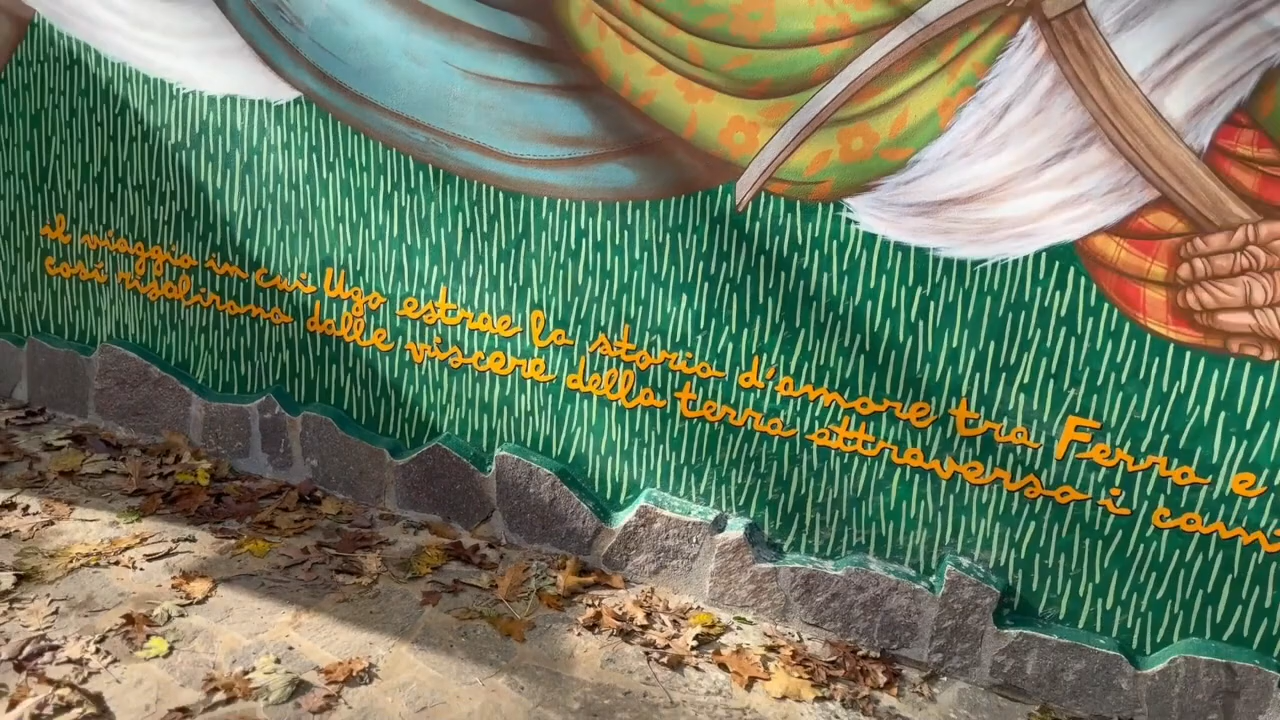 il viaggio in cui Ugo estrae la storia d'amore tra Ferro e
così risalirono dalle viscere della terra attraverso i cam